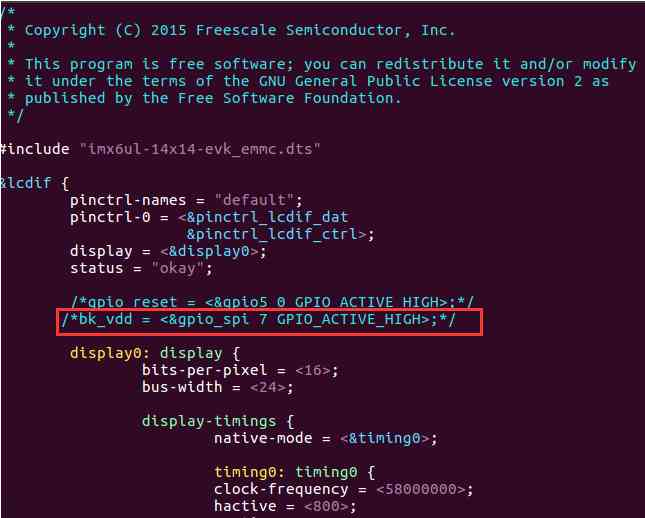 /*
 * Copyright (C) 2015 Freescale Semiconductor, Inc.
 *
 * This program is free software; you can redistribute it and/or modify
 * it under the terms of the GNU General Public License version 2 as
 * published by the Free Software Foundation.
 */
#include "imx6ul-14x14-evk_emmc.dts"
&lcdif {
        pinctrl-names = "default";
        pinctrl-0 = <&pinctrl_lcdif_dat
                     &pinctrl_lcdif_ctrl>;
        display = <&display0>;
        status = "okay";
        /*gpio_reset = <&gpio5 0 GPIO_ACTIVE_HIGH>;*/
       /*bk_vdd = <&gpio_spi 7 GPIO_ACTIVE_HIGH>;*/
        display0: display {
                bits-per-pixel = <16>;
                bus-width = <24>;
                display-timings {
                        native-mode = <&timing0>;
                        timing0: timing0 {
                        clock-frequency = <58000000>;
                        hactive = <800>;